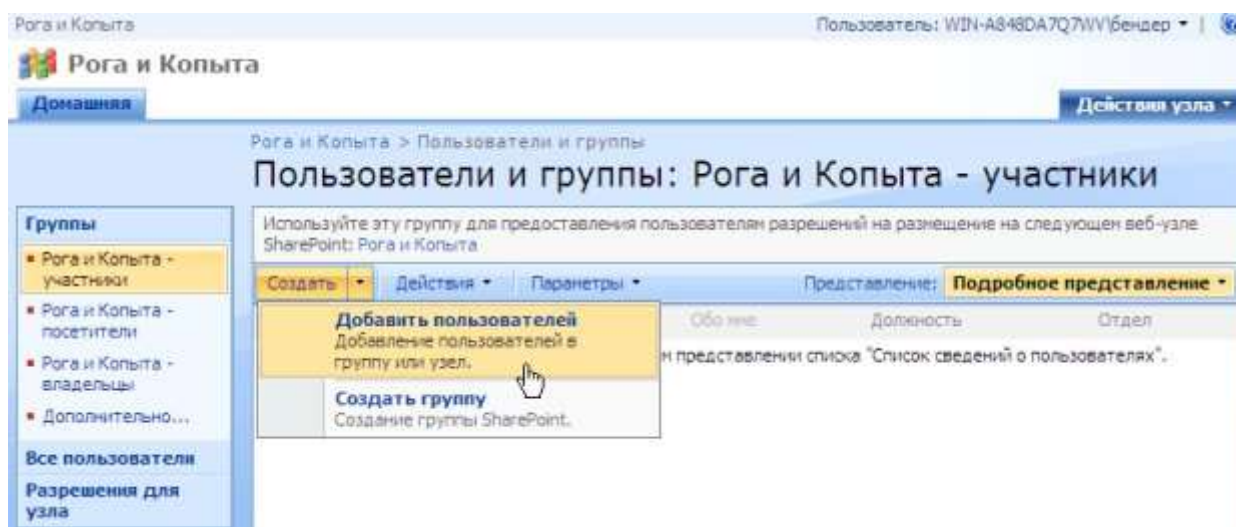 Рога и Копыта
Пользователь: WIN-A848DA7Q7WV\бендер
Рога и Копыта
Домашняя
Действия узла
Рога и Копыта > Пользователи и группы
Пользователи и группы: Рога и Копыта - участники
Группы
Рога и Копыта -
участники
Рога и Копыта -
посетители
Рога и Копыта -
владельцы
Дополнительно...
Все пользователи
Разрешения для
узла
Используйте эту группу для предоставления пользователям разрешений на размещение на следующем веб-узле
SharePoint: Рога и Копыта
Создать Действия Параметры Представление: Подробное представление
Обо мне Должность Отдел
Добавить пользователей
Добавление пользователей в
группу или узел.
Создать группу
Создание группы SharePoint.
м представлении списка "Список сведений о пользователях".